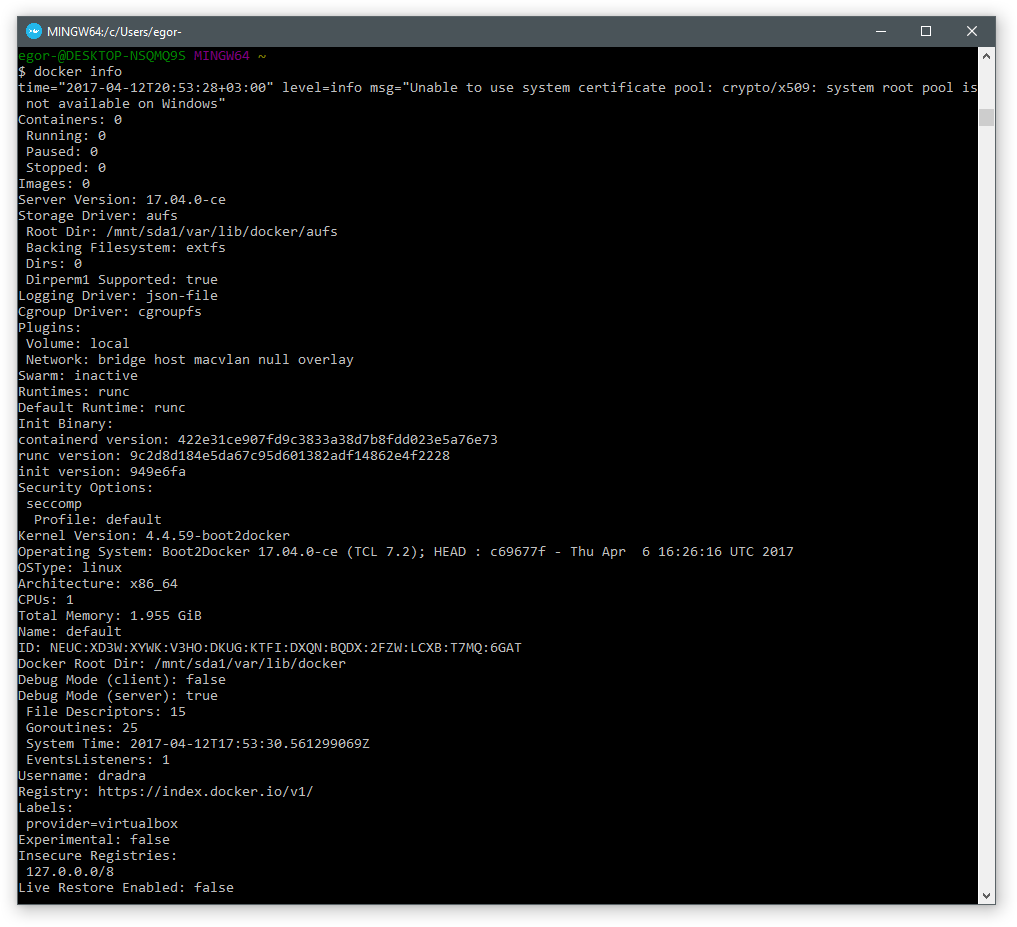 MINGW64:/c/Users/egor-
egor-@DESKTOP-NSQMQ9S MINGW64 ~
$ docker info
time="2017-04-12T20:53:28+03:00" level=info msg="Unable to use system certificate pool: crypto/x509: system root pool is
 not available on Windows"
Containers: 0
 Running: 0
 Paused: 0
 Stopped: 0
Images: 0
Server Version: 17.04.0-ce
Storage Driver: aufs
 Root Dir: /mnt/sda1/var/lib/docker/aufs
 Backing Filesystem: extfs
 Dirs: 0
 Dirperm1 Supported: true
Logging Driver: json-file
Cgroup Driver: cgroupfs
Plugins:
 Volume: local
 Network: bridge host macvlan null overlay
Swarm: inactive
Runtimes: runc
Default Runtime: runc
Init Binary:
containerd version: 422e31ce907fd9c3833a38d7b8fdd023e5a76e73
runc version: 9c2d8d184e5da67c95d601382adf14862e4f2228
init version: 949e6fa
Security Options:
 seccomp
  Profile: default
Kernel Version: 4.4.59-boot2docker
Operating System: Boot2Docker 17.04.0-ce (TCL 7.2); HEAD : c69677f - Thu Apr  6 16:26:16 UTC 2017
OSType: linux
Architecture: x86_64
CPUs: 1
Total Memory: 1.955 GiB
Name: default
ID: NEUC:XD3W:XYWK:V3HO:DKUG:KTFI:DXQN:BQDX:2FZW:LCXB:T7MQ:6GAT
Docker Root Dir: /mnt/sda1/var/lib/docker
Debug Mode (client): false
Debug Mode (server): true
 File Descriptors: 15
 Goroutines: 25
 System Time: 2017-04-12T17:53:30.561299069Z
 EventsListeners: 1
Username: dradra
Registry: https://index.docker.io/v1/
Labels:
 provider=virtualbox
Experimental: false
Insecure Registries:
 127.0.0.0/8
Live Restore Enabled: false